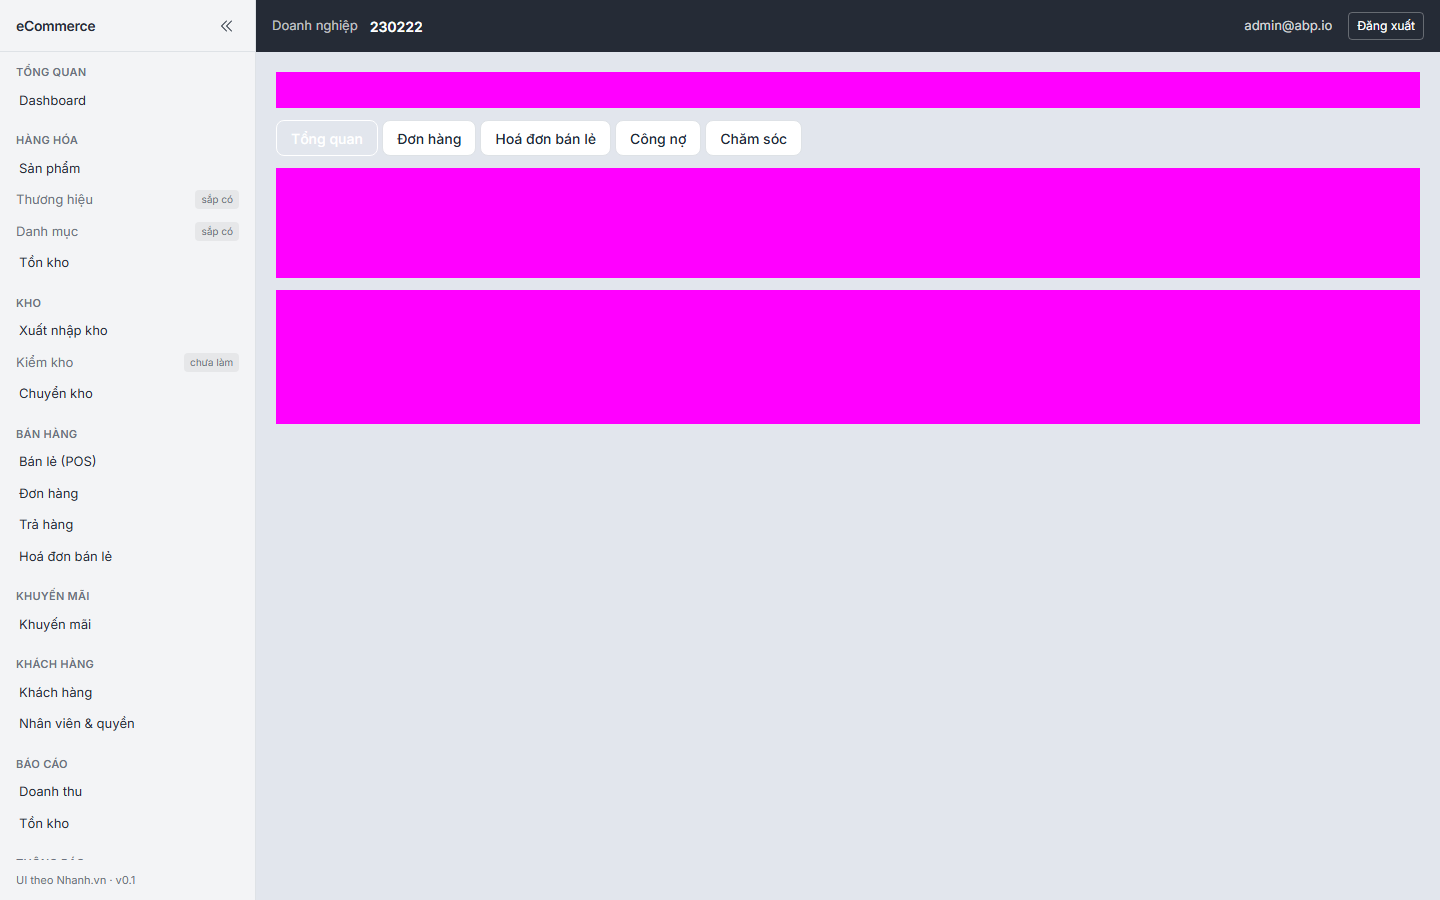 eCommerce
Doanh nghiệp 230222
admin@abp.io
Đăng xuất
TỔNG QUAN
Dashboard
HÀNG HÓA
Sản phẩm
Thương hiệu sắp có
Danh mục sắp có
Tồn kho
KHO
Xuất nhập kho
Kiểm kho chưa làm
Chuyển kho
BÁN HÀNG
Bán lẻ (POS)
Đơn hàng
Trả hàng
Hoá đơn bán lẻ
KHUYẾN MÃI
Khuyến mãi
KHÁCH HÀNG
Khách hàng
Nhân viên & quyền
BÁO CÁO
Doanh thu
Tồn kho
UI theo Nhanh.vn · v0.1
Tổng quan Đơn hàng Hoá đơn bán lẻ Công nợ Chăm sóc